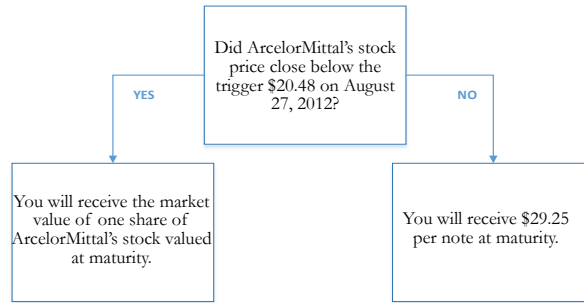 Did ArcelorMittal's stock
price close below the
trigger $20.48 on August
27, 2012?
YES
NO
You will receive the market
value of one share of
ArcelorMittal's stock valued
at maturity.
You will receive $29.25
per note at maturity.